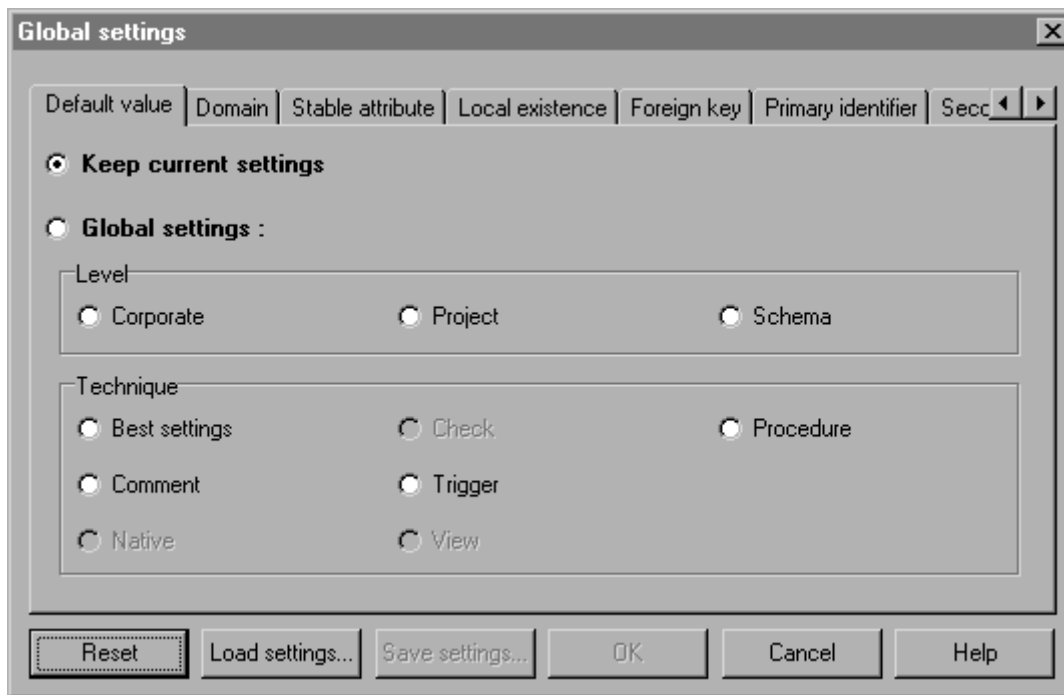 Global settings
Default value Domain Stable attribute Local existence Foreign key Primary identifier Secc
Keep current settings
Global settings :
Level
Corporate Project Schema
Technique
Best settings Check Procedure
Comment Trigger
Native View
Reset Load settings... Save settings... OK Cancel Help